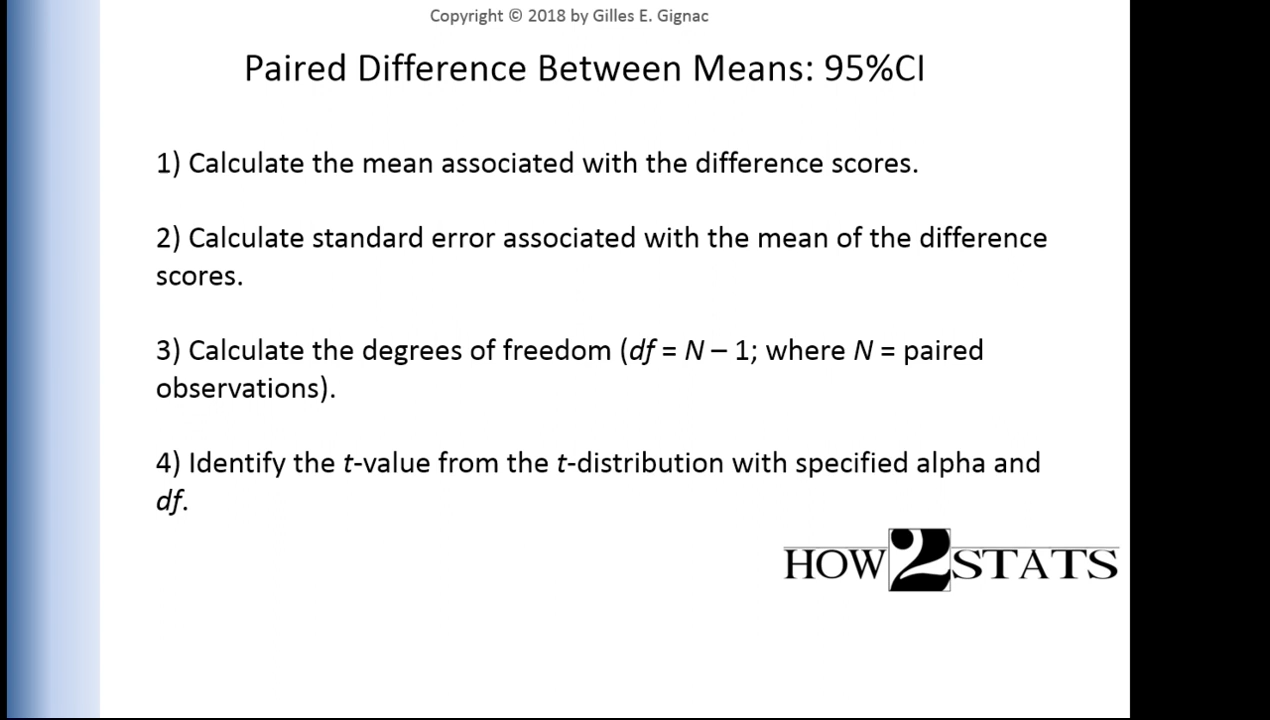 Copyright © 2018 by Gilles E. Gignac
Paired Difference Between Means: 95%CI
1) Calculate the mean associated with the difference scores.
2) Calculate standard error associated with the mean of the difference
scores.
3) Calculate the degrees of freedom (df = N – 1; where N = paired
observations).
4) Identify the t-value from the t-distribution with specified alpha and
df.
HOW2STATS